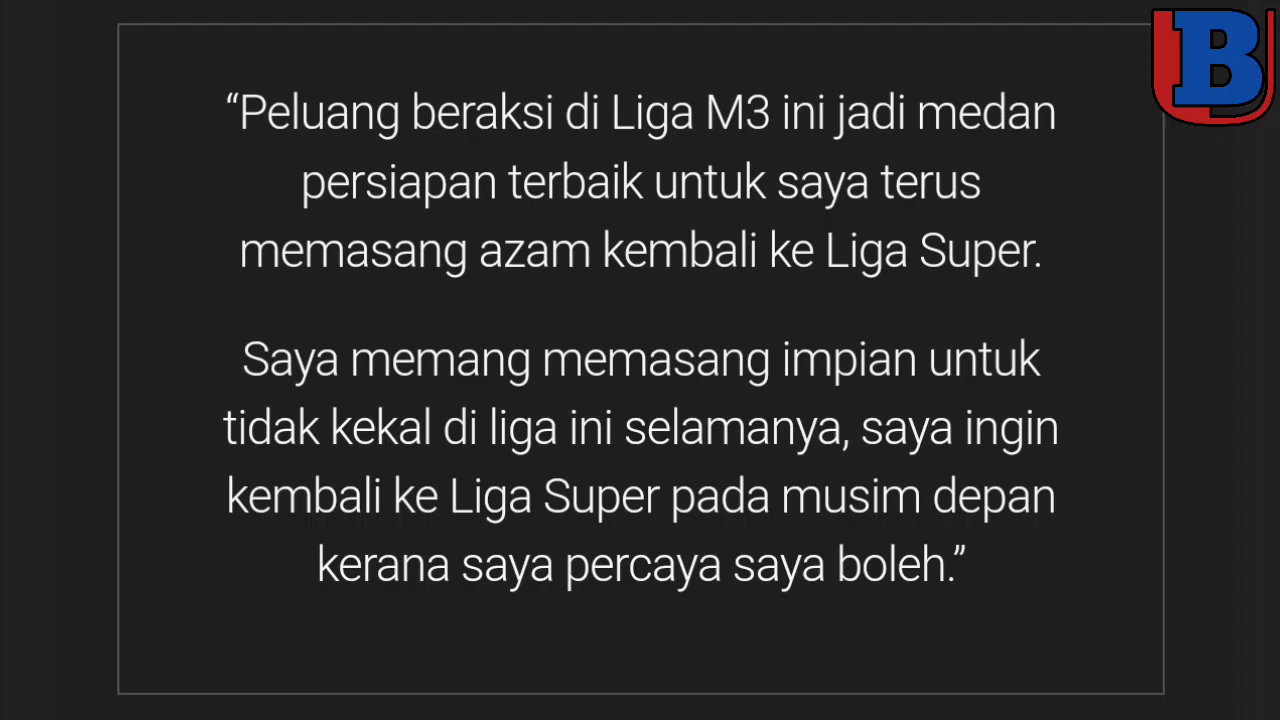 “Peluang beraksi di Liga M3 ini jadi medan
persiapan terbaik untuk saya terus
memasang azam kembali ke Liga Super.
Saya memang memasang impian untuk
tidak kekal di liga ini selamanya, saya ingin
kembali ke Liga Super pada musim depan
kerana saya percaya saya boleh.”
B